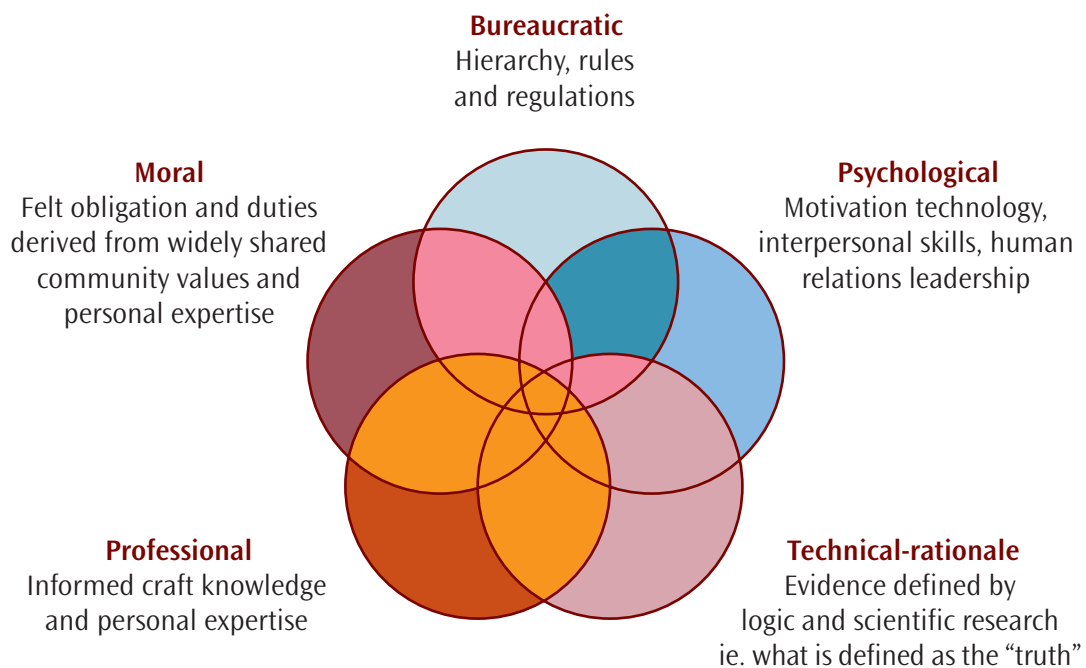 Bureaucratic
Hierarchy, rules
and regulations
Moral
Felt obligation and duties
derived from widely shared
community values and
personal expertise
Psychological
Motivation technology,
interpersonal skills, human
relations leadership
Professional
Informed craft knowledge
and personal expertise
Technical-rationale
Evidence defined by
logic and scientific research
ie. what is defined as the “truth”